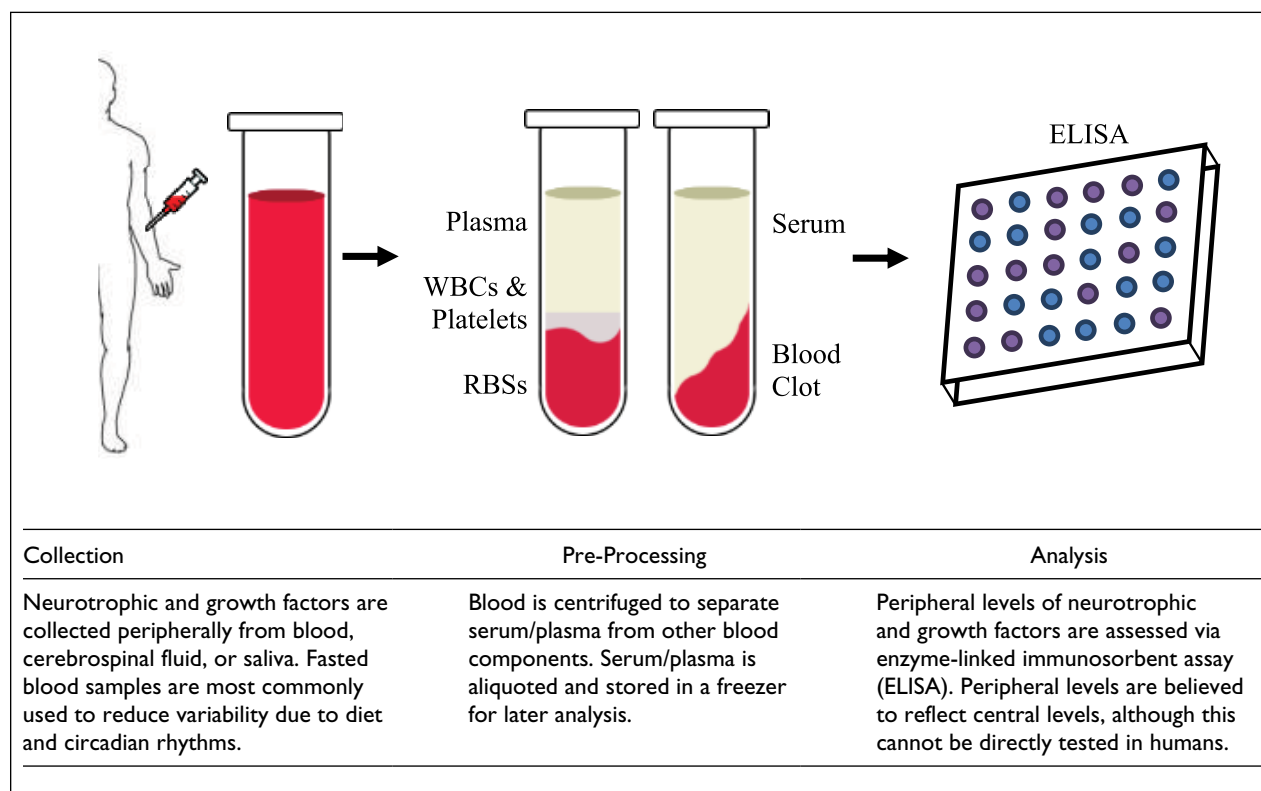 ELISA
Plasma
WBCs &
Platelets
RBSs
Serum
Blood
Clot
Collection
Neurotrophic and growth factors are
collected peripherally from blood,
cerebrospinal fluid, or saliva. Fasted
blood samples are most commonly
used to reduce variability due to diet
and circadian rhythms.
Pre-Processing
Blood is centrifuged to separate
serum/plasma from other blood
components. Serum/plasma is
aliquoted and stored in a freezer
for later analysis.
Analysis
Peripheral levels of neurotrophic
and growth factors are assessed via
enzyme-linked immunosorbent assay
(ELISA). Peripheral levels are believed
to reflect central levels, although this
cannot be directly tested in humans.